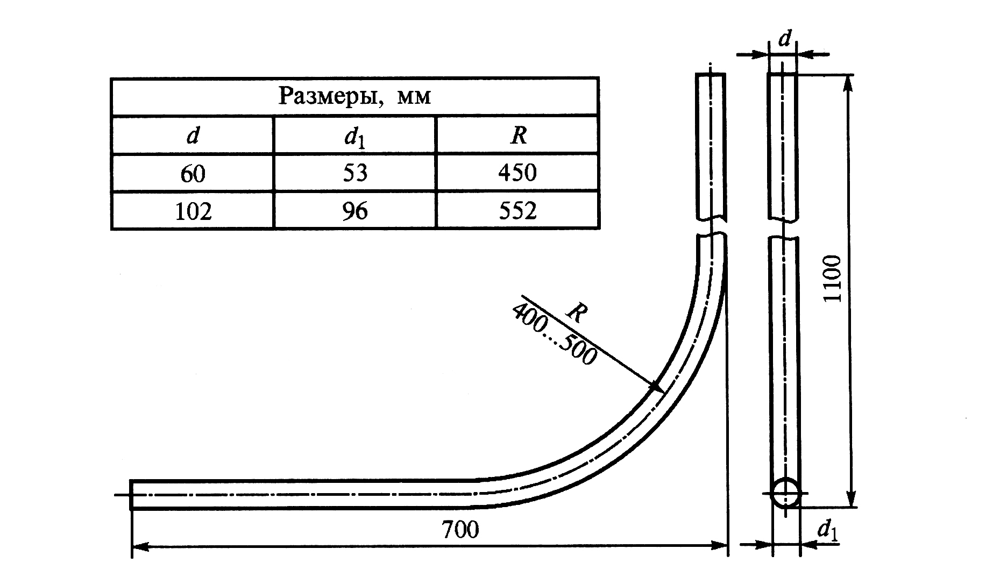 Размеры, мм
d d1 R
60 53 450
102 96 552
d
1100
R
400...500
700
d1